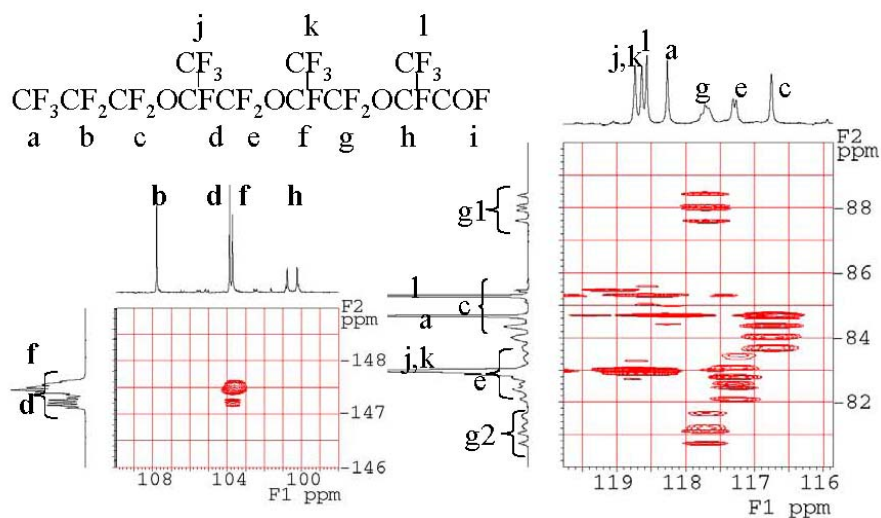 j k l
CF3 CF3 CF3
CF3CF2CF2OCFCF2OCFCF2OCFCOF
a b c d e f g h i
b d f h
F2
ppm
f
d
-148
-147
-146
108 104 100
F1 ppm
j,k l a g e c
F2
ppm
g1
l
a
c
j,k
e
g2
-88
-86
-84
-82
119 118 117 116
F1 ppm